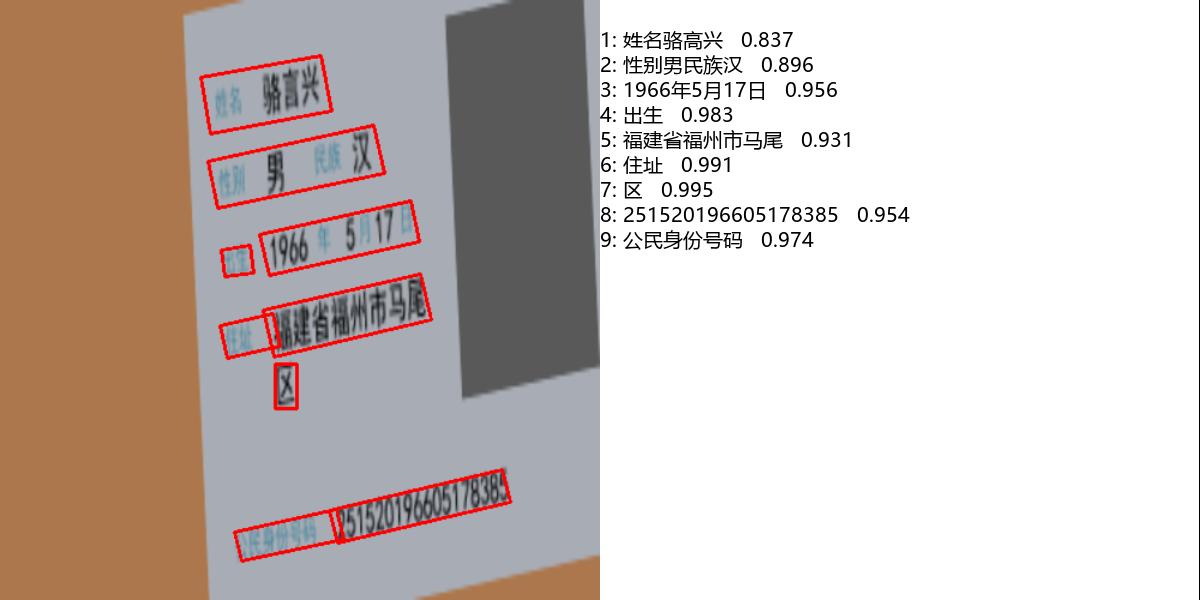 姓名 骆言兴
性别 男 民族 汉
出生 1966 年 5 月 17 日
住址 福建省福州市马尾
区
公民身份号码 251520196605178385
1: 姓名骆高兴 0.837
2: 性别男民族汉 0.896
3: 1966年5月17日 0.956
4: 出生 0.983
5: 福建省福州市马尾 0.931
6: 住址 0.991
7: 区 0.995
8: 251520196605178385 0.954
9: 公民身份号码 0.974